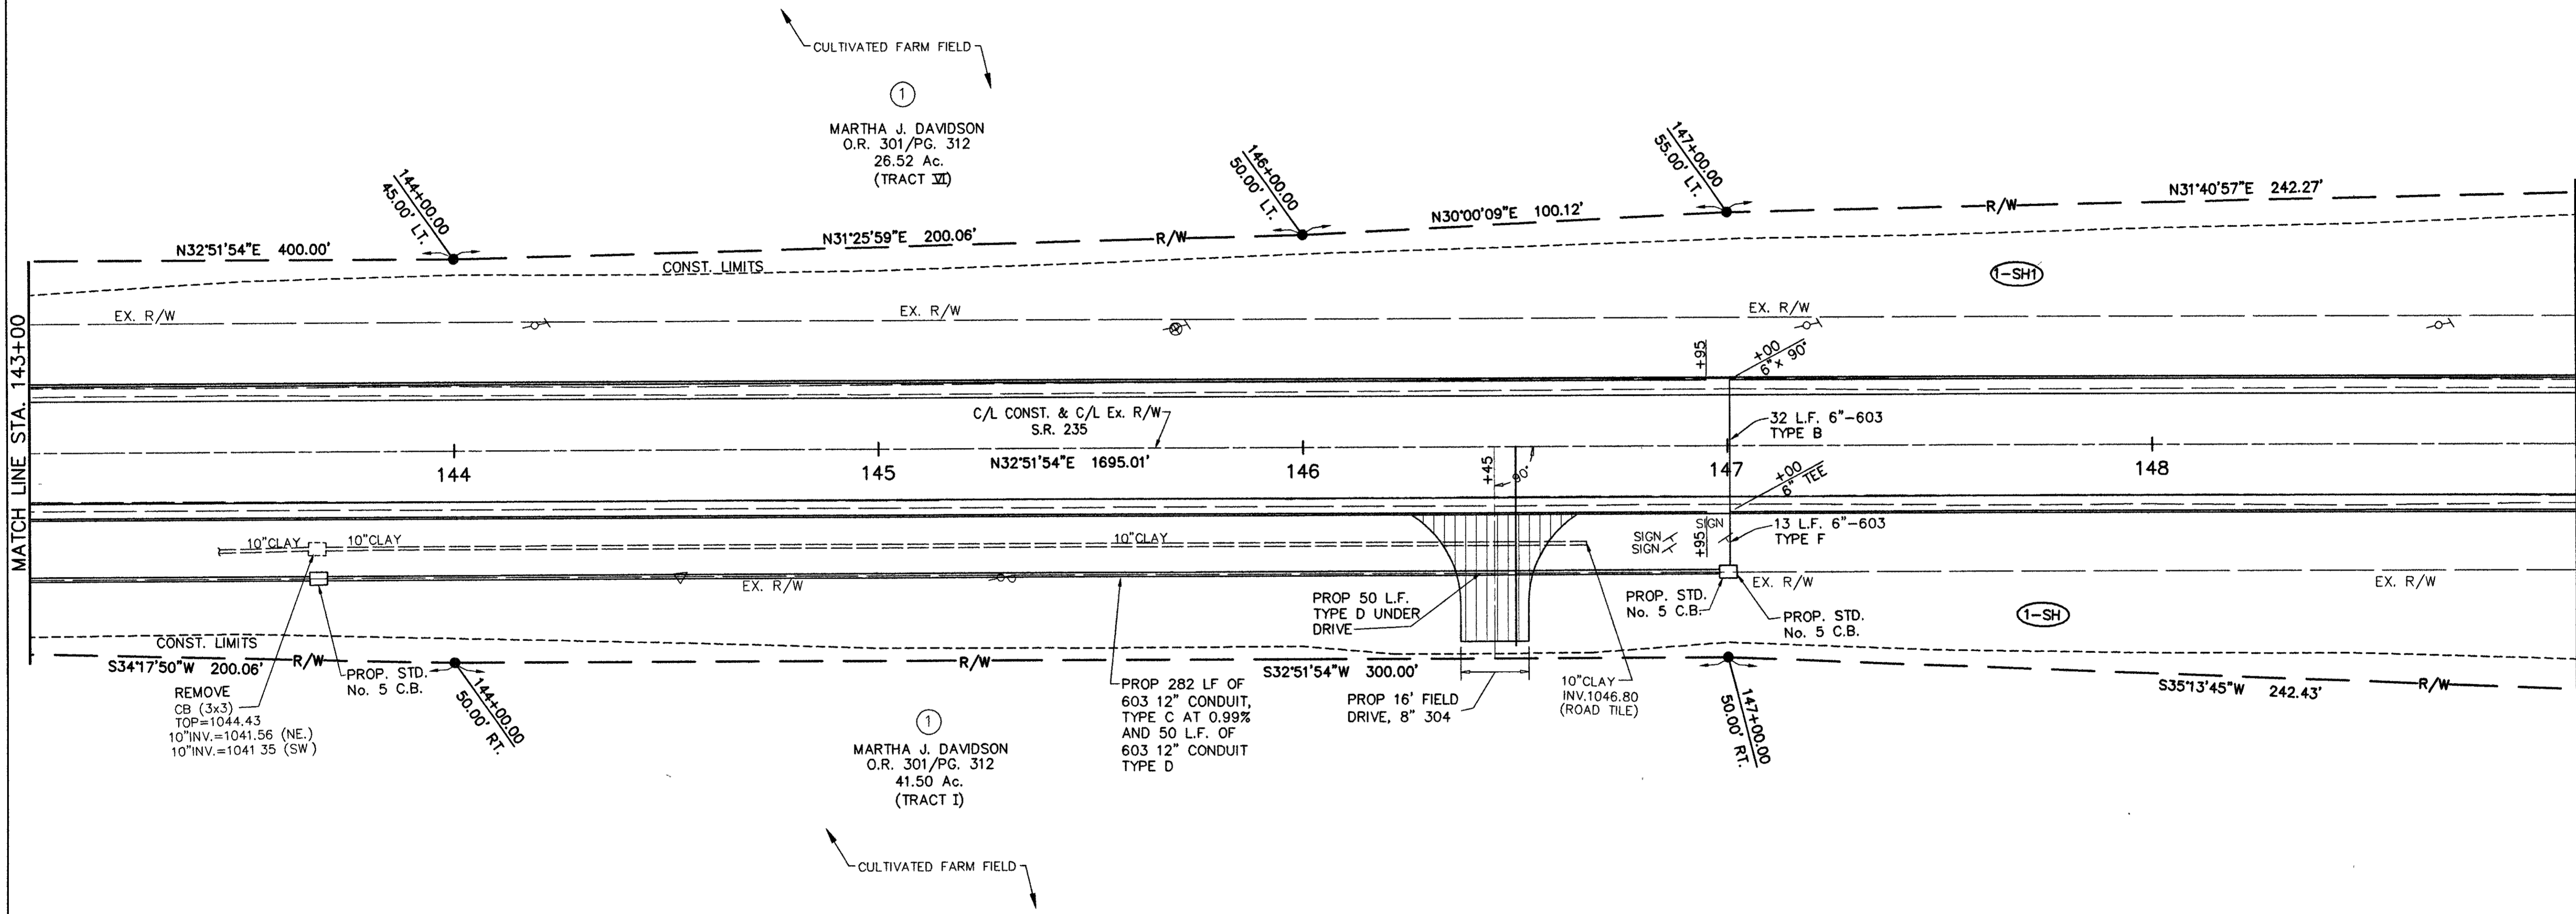 CULTIVATED FARM FIELD
1
MARTHA J. DAVIDSON
O.R. 301/PG. 312
26.52 Ac.
(TRACT VI)
144+00.00
45.00' LT.
146+00.00
50.00' LT.
147+00.00
55.00' LT.
N32°51'54"E 400.00'
N31°25'59"E 200.06'
R/W
N30°00'09"E 100.12'
R/W
N31°40'57"E 242.27'
CONST. LIMITS
1-SH1
EX. R/W
EX. R/W
EX. R/W
MATCH LINE STA. 143+00
+95
+00
6"x 90°
C/L CONST. & C/L Ex. R/W
S.R. 235
32 L.F. 6"-603
TYPE B
144
145
N32°51'54"E 1695.01'
146
+45
90°
147
148
+00
6" TEE
10"CLAY
10"CLAY
10"CLAY
SIGN
SIGN
SIGN
+95
13 L.F. 6"-603
TYPE F
EX. R/W
EX. R/W
EX. R/W
PROP 50 L.F.
TYPE D UNDER
DRIVE
PROP. STD.
No. 5 C.B.
PROP. STD.
No. 5 C.B.
1-SH
CONST. LIMITS
S34°17'50"W 200.06'
R/W
R/W
S32°51'54"W 300.00'
S35°13'45"W 242.43'
R/W
PROP. STD.
No. 5 C.B.
REMOVE
CB (3x3)
TOP=1044.43
10"INV.=1041.56 (NE.)
10"INV.=1041 35 (SW)
144+00.00
50.00' RT.
PROP 282 LF OF
603 12" CONDUIT,
TYPE C AT 0.99%
AND 50 L.F. OF
603 12" CONDUIT
TYPE D
PROP 16' FIELD
DRIVE, 8" 304
10"CLAY
INV.1046.80
(ROAD TILE)
147+00.00
50.00' RT.
1
MARTHA J. DAVIDSON
O.R. 301/PG. 312
41.50 Ac.
(TRACT I)
CULTIVATED FARM FIELD